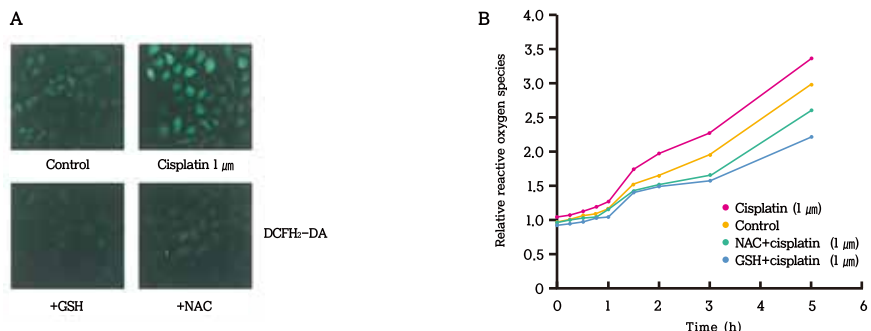 A
Control
Cisplatin 1 ㎛
DCFH₂-DA
+GSH
+NAC
B
Relative reactive oxygen species
4.0
3.5
3.0
2.5
2.0
1.5
1.0
0.5
0
0 1 2 3 4 5 6
Time (h)
Cisplatin (1 ㎛)
Control
NAC+cisplatin (1 ㎛)
GSH+cisplatin (1 ㎛)